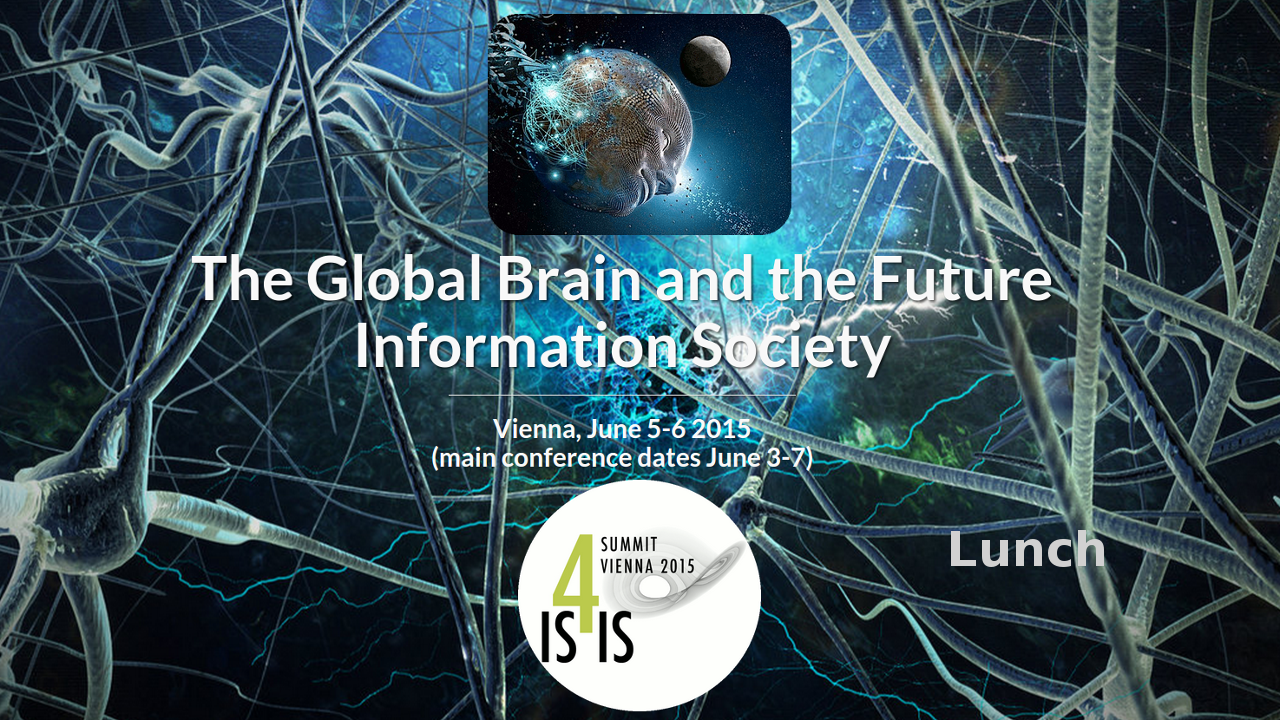 The Global Brain and the Future
Information Society
Vienna, June 5-6 2015
(main conference dates June 3-7)
SUMMIT
VIENNA 2015
4
IS IS
Lunch